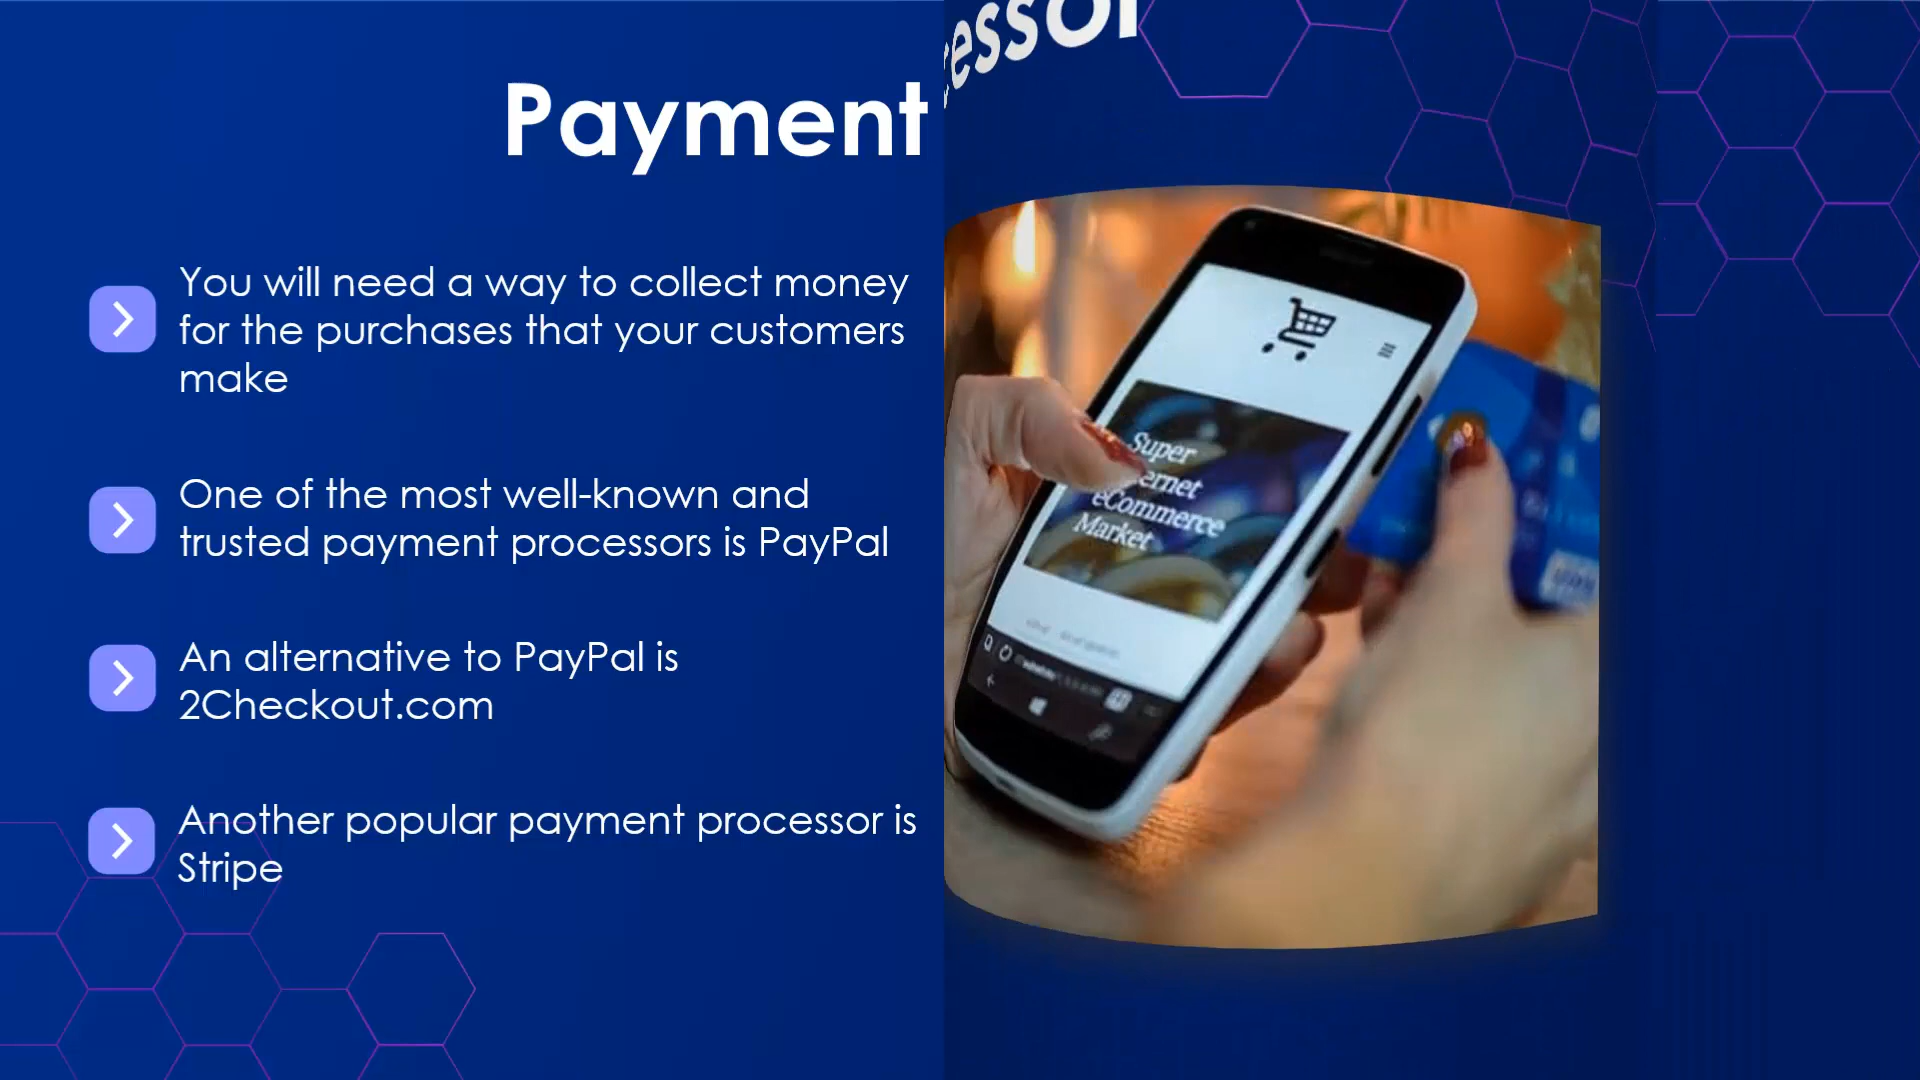 Payment
essor
You will need a way to collect money
for the purchases that your customers
make
One of the most well-known and
trusted payment processors is PayPal
An alternative to PayPal is
2Checkout.com
Another popular payment processor is
Stripe
Super
ernet
eCommerce
Market